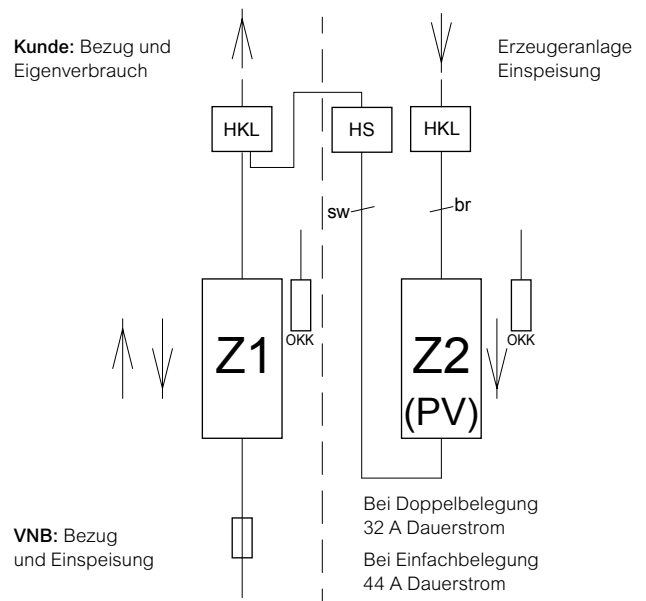 Kunde: Bezug und
Eigenverbrauch
Erzeugeranlage
Einspeisung
HKL
HS
HKL
sw
br
Z1
OKK
Z2
(PV)
OKK
Bei Doppelbelegung
32 A Dauerstrom
Bei Einfachbelegung
44 A Dauerstrom
VNB: Bezug
und Einspeisung